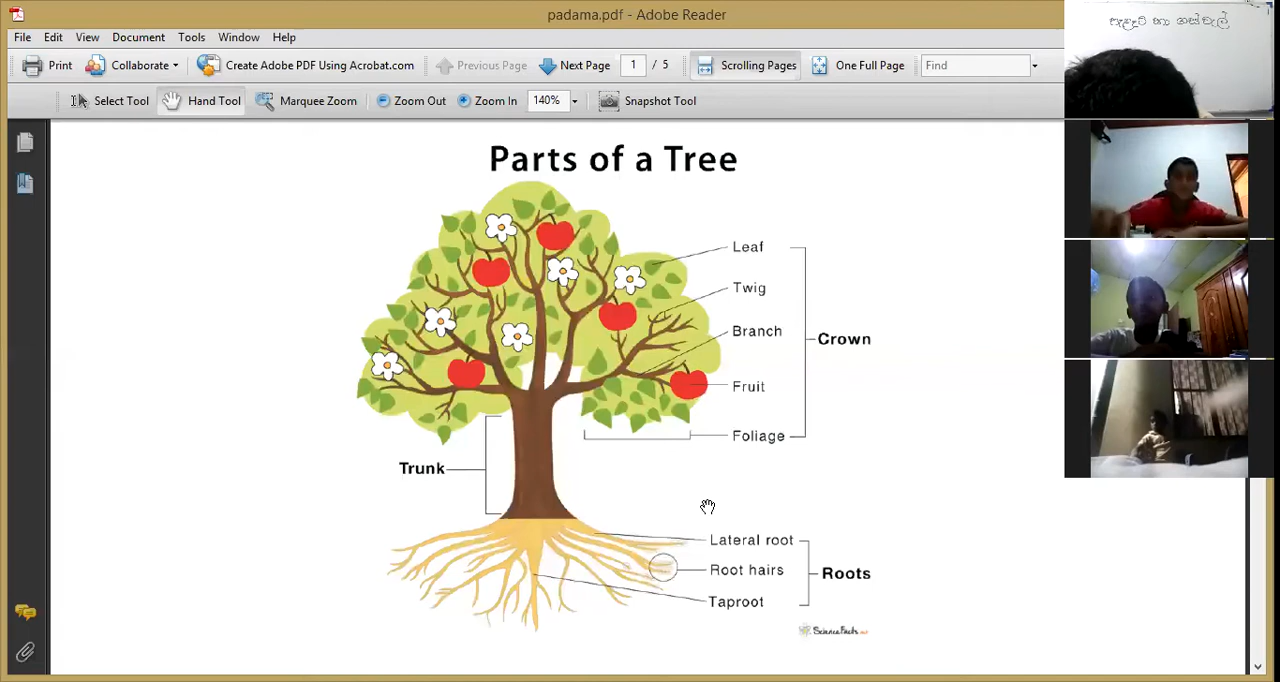 padama.pdf - Adobe Reader
File Edit View Document Tools Window Help
Print Collaborate Create Adobe PDF Using Acrobat.com Previous Page Next Page 1 / 5 Scrolling Pages One Full Page Find
Select Tool Hand Tool Marquee Zoom Zoom Out Zoom In 140% Snapshot Tool
Parts of a Tree
Leaf
Twig
Branch
Crown
Fruit
Foliage
Trunk
Lateral root
Root hairs
Roots
Taproot
ScienceFacts